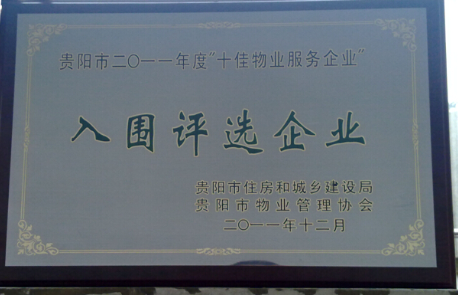 贵阳市二〇一一年度"十佳物业服务企业"
入围评选企业
贵阳市住房和城乡建设局
贵阳市物业管理协会
二〇一一年十二月